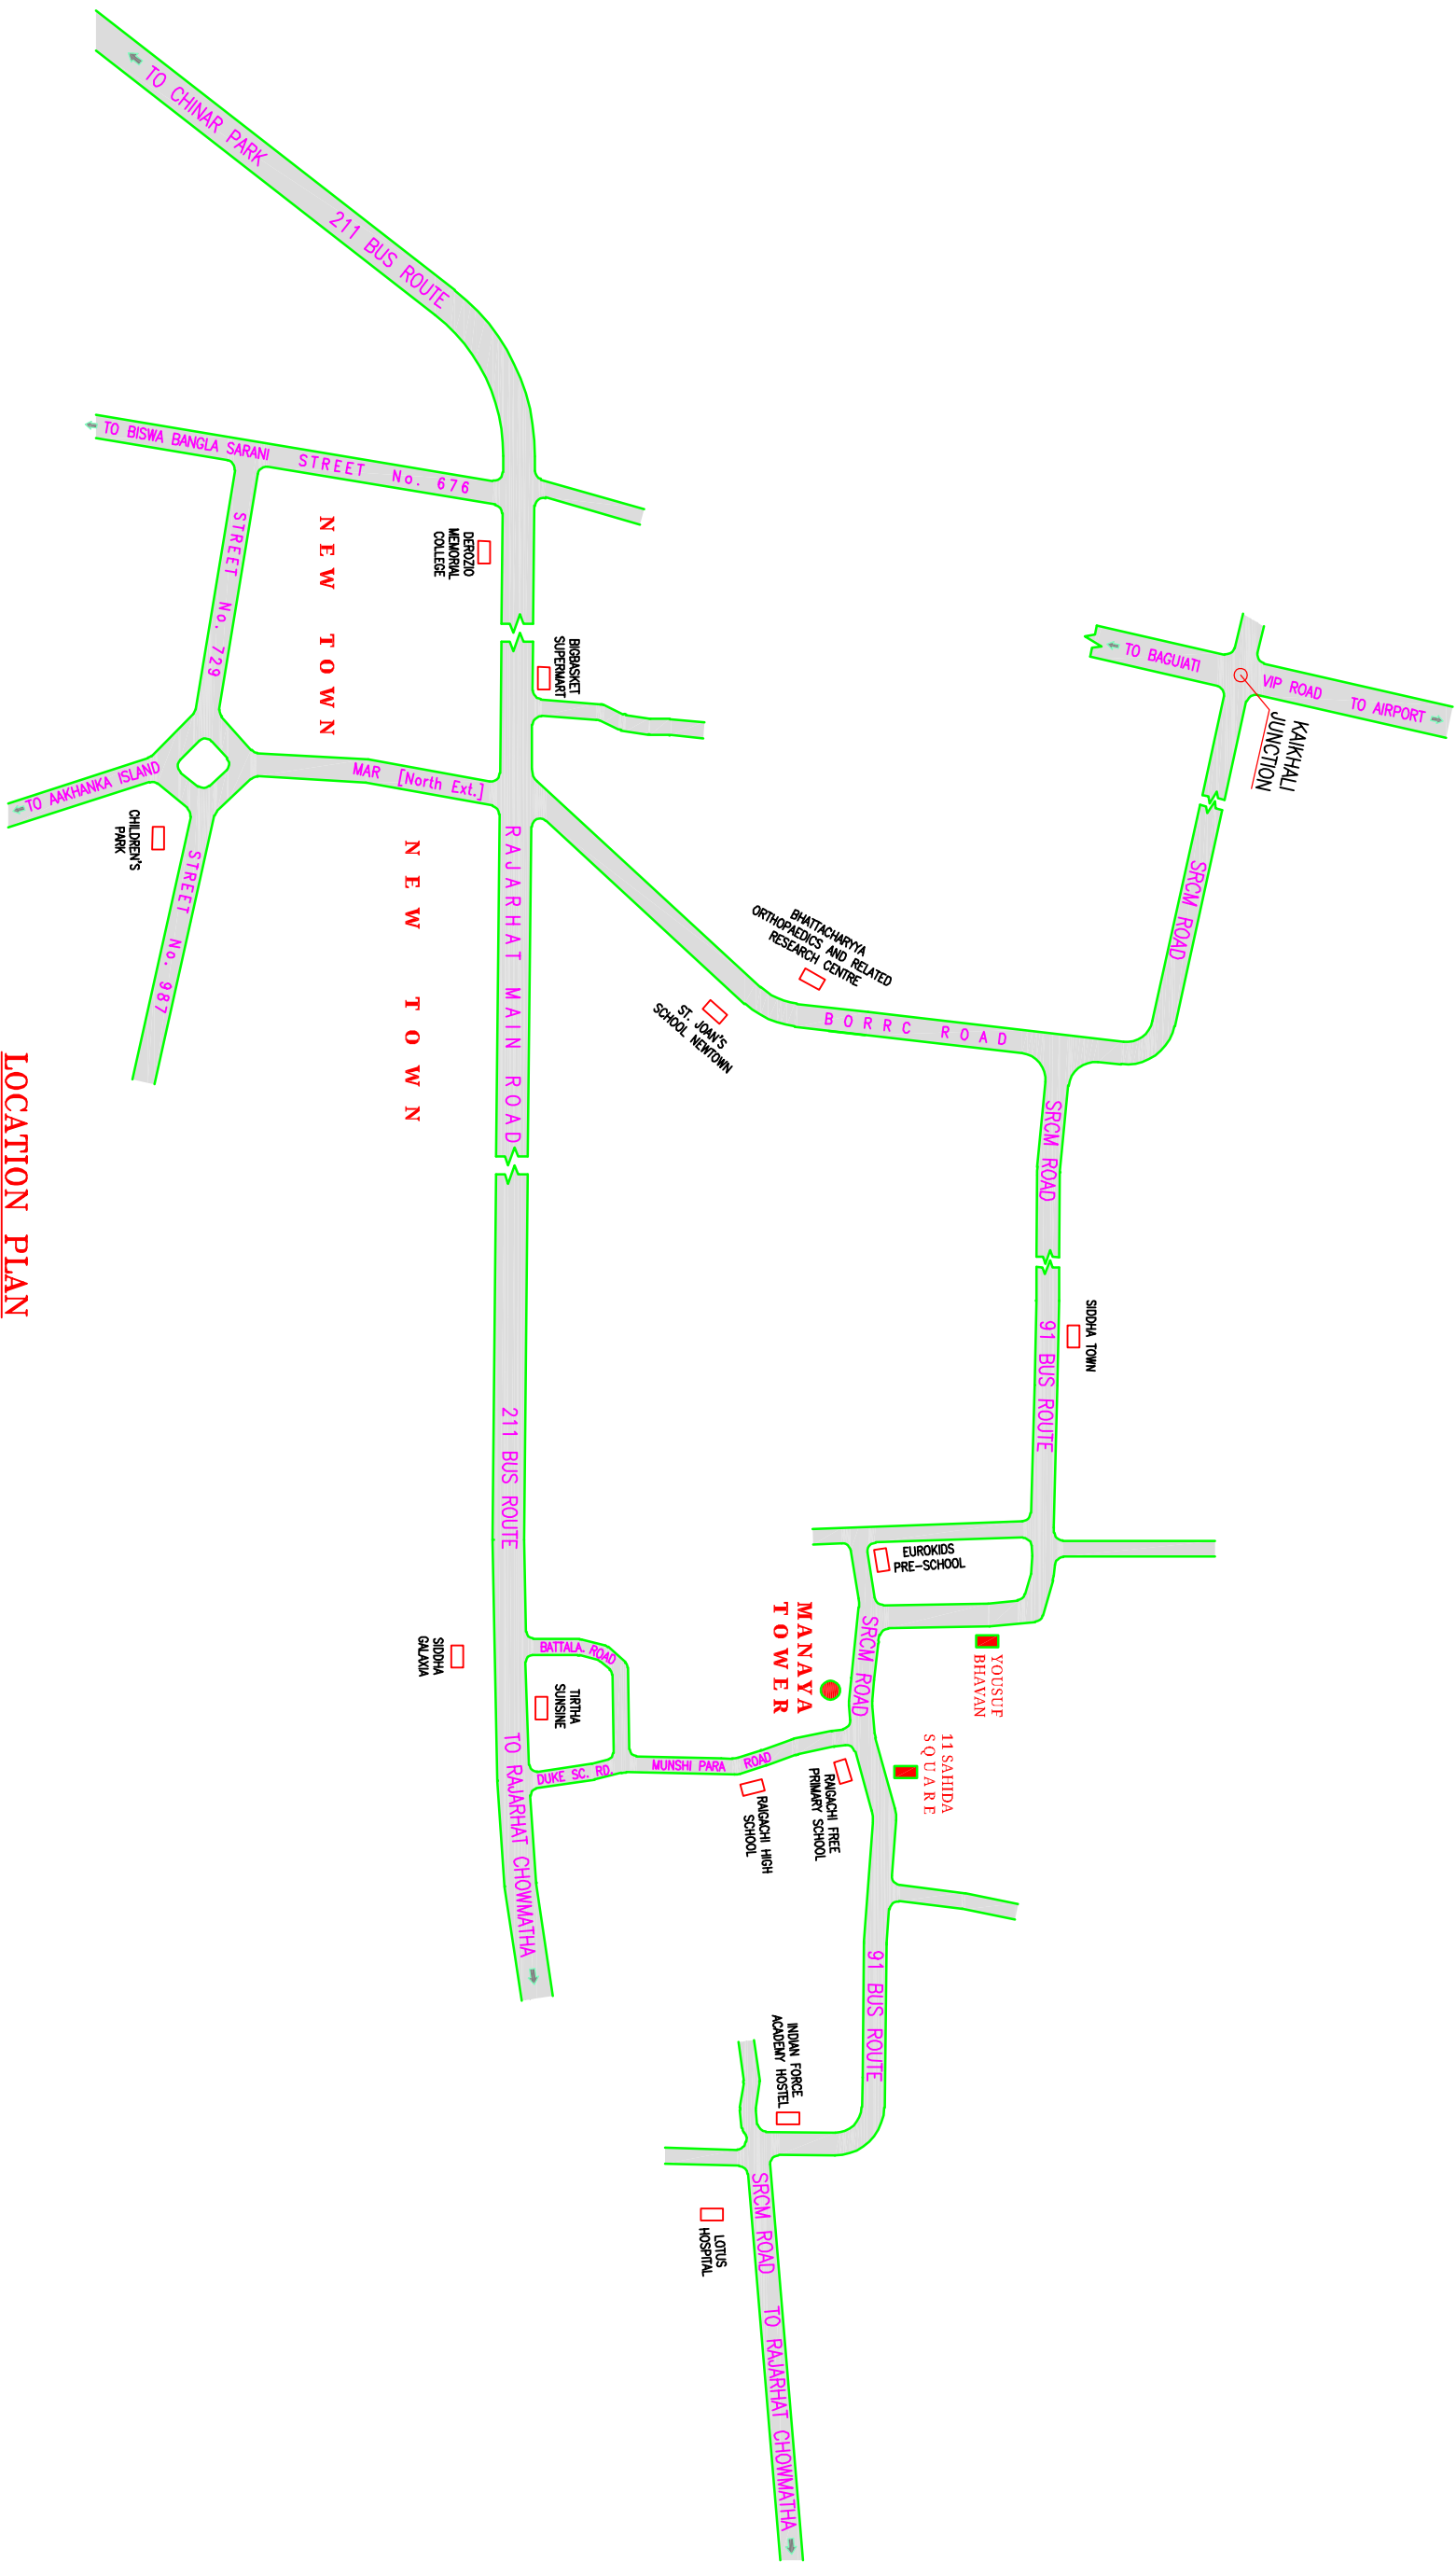 TO AIRPORT
VIP ROAD
TO BAGUIATI
KAIKHALI
JUNCTION
SRCM ROAD
SRCM ROAD
SIDDHA TOWN
91 BUS ROUTE
BORRC ROAD
BHATTACHARYYA
ORTHOPAEDICS AND RELATED
RESEARCH CENTRE
ST. JOAN'S
SCHOOL NEWTOWN
EUROKIDS
PRE-SCHOOL
YOUSUF
BHAVAN
11 SAHIDA
SQUARE
SRCM ROAD
MANAYA
TOWER
RAIGACHI FREE
PRIMARY SCHOOL
RAIGACHI HIGH
SCHOOL
91 BUS ROUTE
INDIAN FORCE
ACADEMY HOSTEL
SRCM ROAD
TO RAJARHAT CHOWMATHA
LOTUS
HOSPITAL
MUNSHI PARA ROAD
BATTALA. ROAD
TIRTHA
SUNSINE
DUKE SC. RD.
TO CHINAR PARK
211 BUS ROUTE
BIGBASKET
SUPERMART
DEROZIO
MEMORIAL
COLLEGE
RAJARHAT MAIN ROAD
211 BUS ROUTE
TO RAJARHAT CHOWMATHA
SIDDHA
GALAXIA
TO BISWA BANGLA SARANI
STREET No. 676
NEW TOWN
MAR [North Ext.]
NEW TOWN
STREET No. 729
TO AAKHANKA ISLAND
CHILDREN'S
PARK
STREET No. 987
LOCATION PLAN